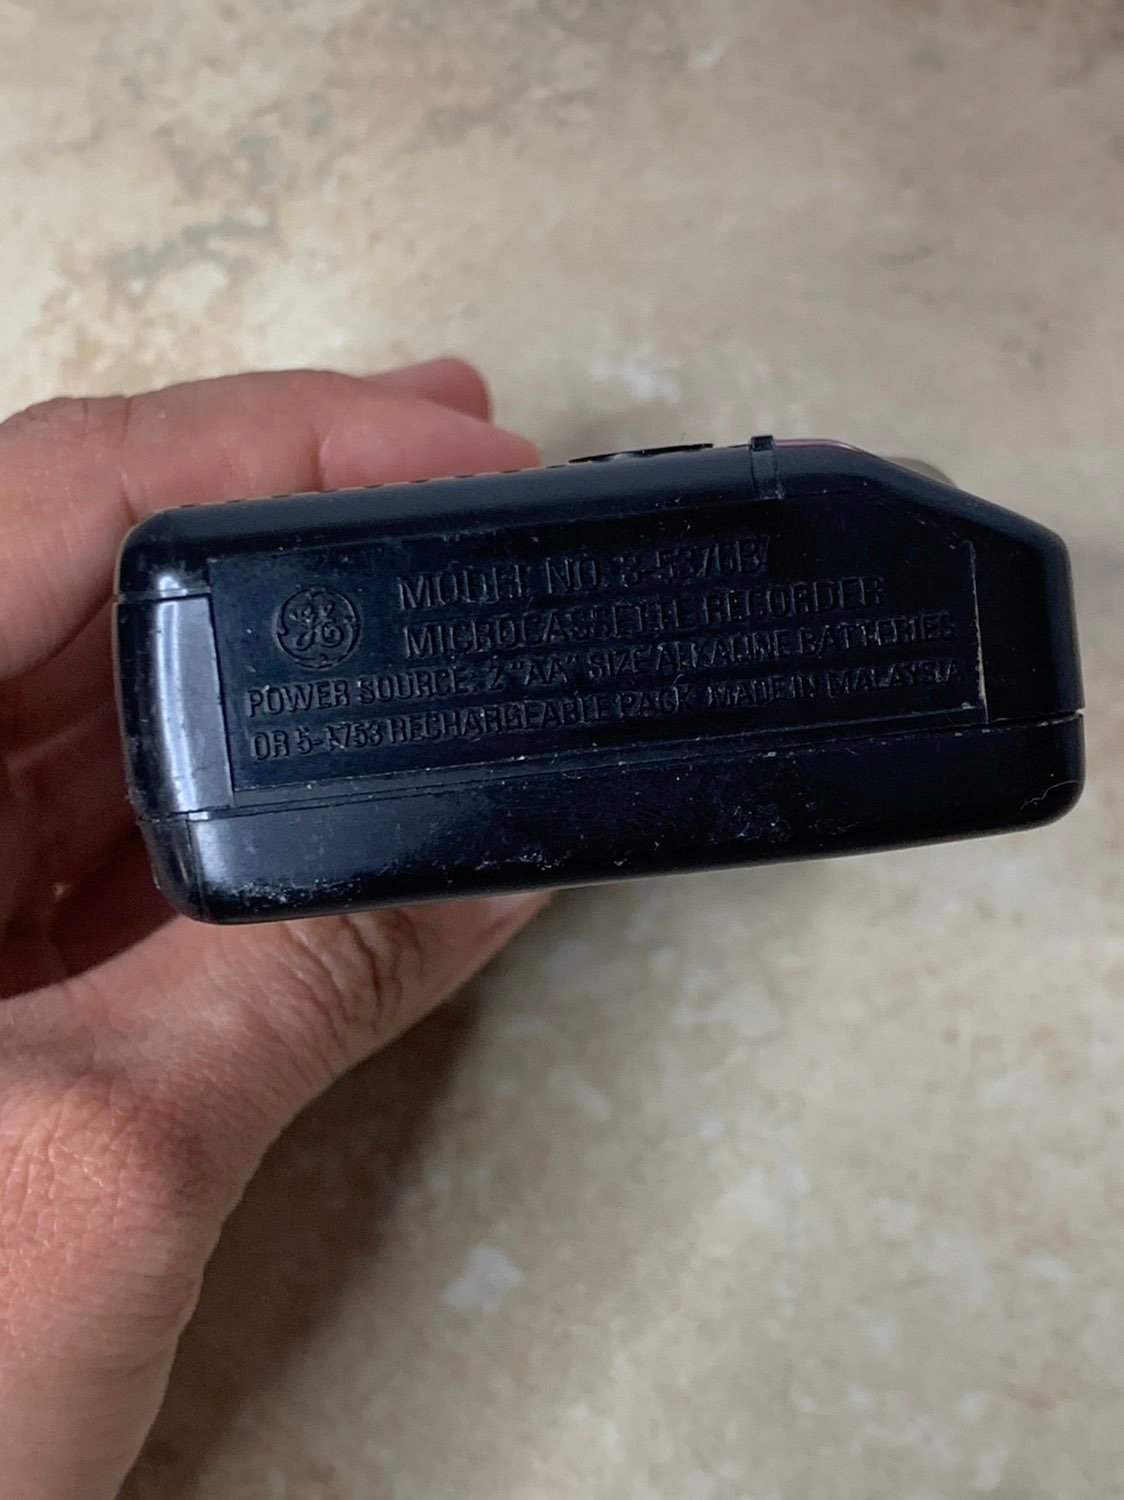 GE
MODEL NO. 3-5376B
MICROCASSETTE RECORDER
POWER SOURCE: 2 "AA" SIZE ALKALINE BATTERIES
OR 5-1753 RECHARGEABLE PACK MADE IN MALAYSIA